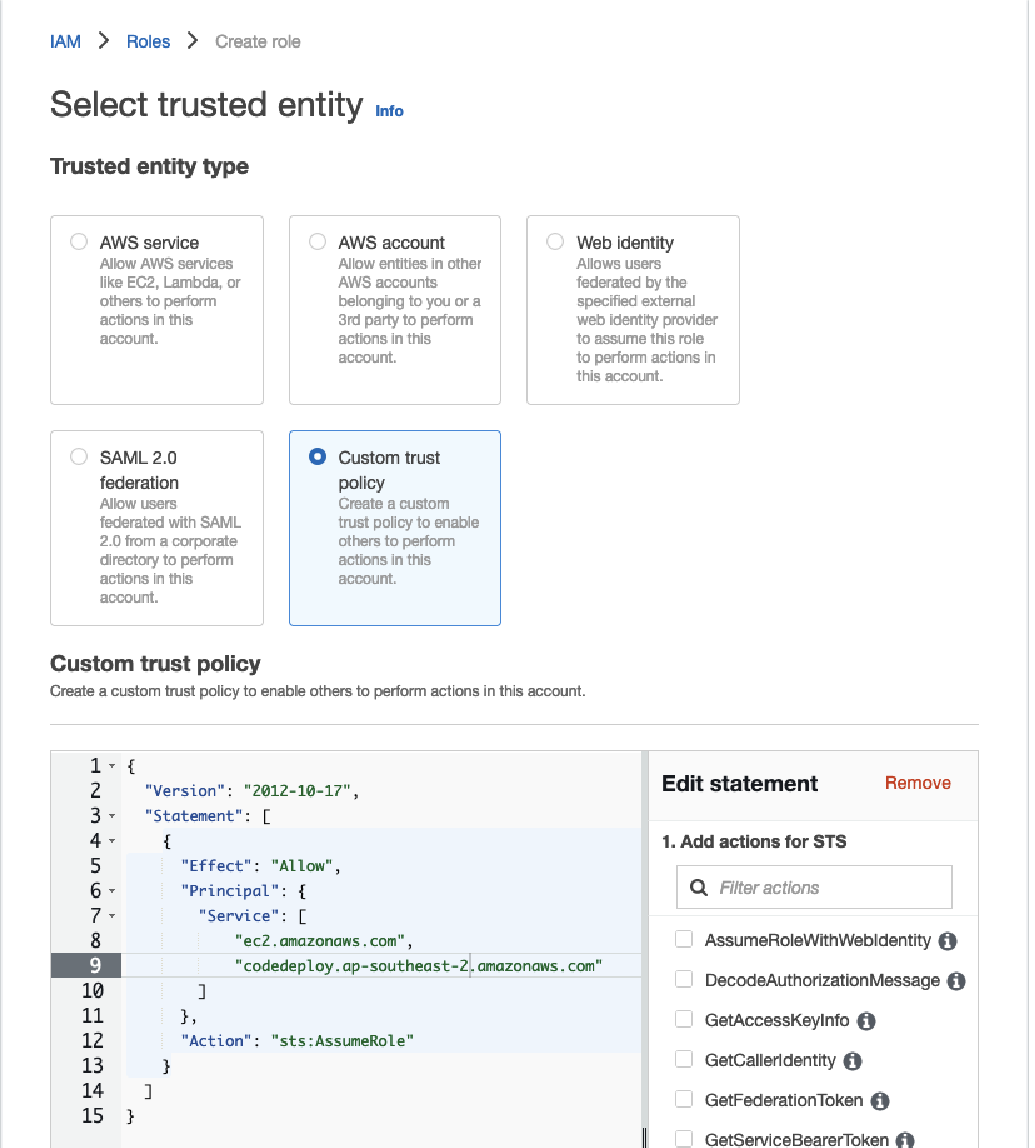 IAM > Roles > Create role
Select trusted entity Info
Trusted entity type
AWS service
Allow AWS services
like EC2, Lambda, or
others to perform
actions in this
account.
AWS account
Allow entities in other
AWS accounts
belonging to you or a
3rd party to perform
actions in this
account.
Web identity
Allows users
federated by the
specified external
web identity provider
to assume this role
to perform actions in
this account.
SAML 2.0
federation
Allow users
federated with SAML
2.0 from a corporate
directory to perform
actions in this
account.
Custom trust
policy
Create a custom
trust policy to enable
others to perform
actions in this
account.
Custom trust policy
Create a custom trust policy to enable others to perform actions in this account.
1 {
2 "Version": "2012-10-17",
3 "Statement": [
4 {
5 "Effect": "Allow",
6 "Principal": {
7 "Service": [
8 "ec2.amazonaws.com",
9 "codedeploy.ap-southeast-2.amazonaws.com"
10 ]
11 },
12 "Action": "sts:AssumeRole"
13 }
14 ]
15 }
Edit statement Remove
1. Add actions for STS
Filter actions
AssumeRoleWithWebIdentity
DecodeAuthorizationMessage
GetAccessKeyInfo
GetCallerIdentity
GetFederationToken
GetServiceBearerToken